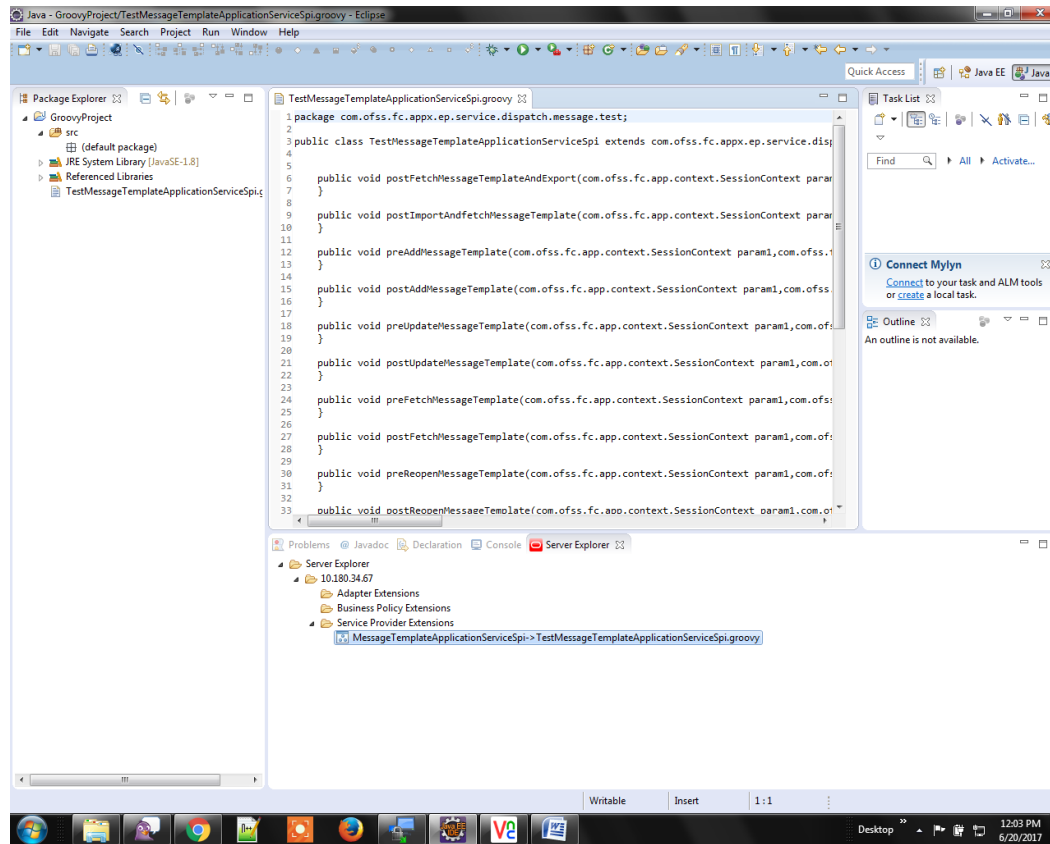 Java - GroovyProject/TestMessageTemplateApplicationServiceSpi.groovy - Eclipse
File Edit Navigate Search Project Run Window Help
Quick Access Java EE Java
Package Explorer
GroovyProject
src
(default package)
JRE System Library [JavaSE-1.8]
Referenced Libraries
TestMessageTemplateApplicationServiceSpi.g
TestMessageTemplateApplicationServiceSpi.groovy
1 package com.ofss.fc.appx.ep.service.dispatch.message.test;
2
3 public class TestMessageTemplateApplicationServiceSpi extends com.ofss.fc.appx.ep.service.disp
4
5
6 public void postFetchMessageTemplateAndExport(com.ofss.fc.app.context.SessionContext param
7 }
8
9 public void postImportAndfetchMessageTemplate(com.ofss.fc.app.context.SessionContext param
10 }
11
12 public void preAddMessageTemplate(com.ofss.fc.app.context.SessionContext param1,com.ofss.f
13 }
14
15 public void postAddMessageTemplate(com.ofss.fc.app.context.SessionContext param1,com.ofss.
16 }
17
18 public void preUpdateMessageTemplate(com.ofss.fc.app.context.SessionContext param1,com.ofs
19 }
20
21 public void postUpdateMessageTemplate(com.ofss.fc.app.context.SessionContext param1,com.of
22 }
23
24 public void preFetchMessageTemplate(com.ofss.fc.app.context.SessionContext param1,com.ofss
25 }
26
27 public void postFetchMessageTemplate(com.ofss.fc.app.context.SessionContext param1,com.ofs
28 }
29
30 public void preReopenMessageTemplate(com.ofss.fc.app.context.SessionContext param1,com.ofs
31 }
32
33 public void postReopenMessageTemplate(com.ofss.fc.app.context.SessionContext param1,com.of
Task List
Find All Activate...
Connect Mylyn
Connect to your task and ALM tools
or create a local task.
Outline
An outline is not available.
Problems @ Javadoc Declaration Console Server Explorer
Server Explorer
10.180.34.67
Adapter Extensions
Business Policy Extensions
Service Provider Extensions
MessageTemplateApplicationServiceSpi->TestMessageTemplateApplicationServiceSpi.groovy
Writable Insert 1:1
Desktop 12:03 PM
6/20/2017